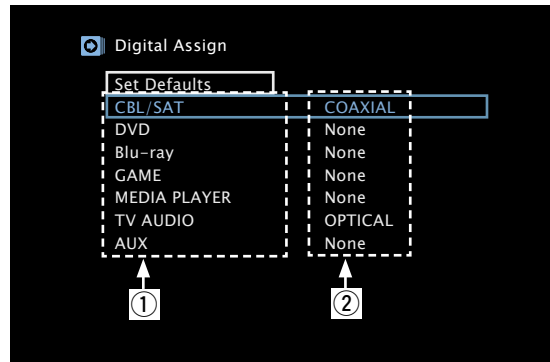 Digital Assign
Set Defaults
CBL/SAT COAXIAL
DVD None
Blu-ray None
GAME None
MEDIA PLAYER None
TV AUDIO OPTICAL
AUX None
① ②